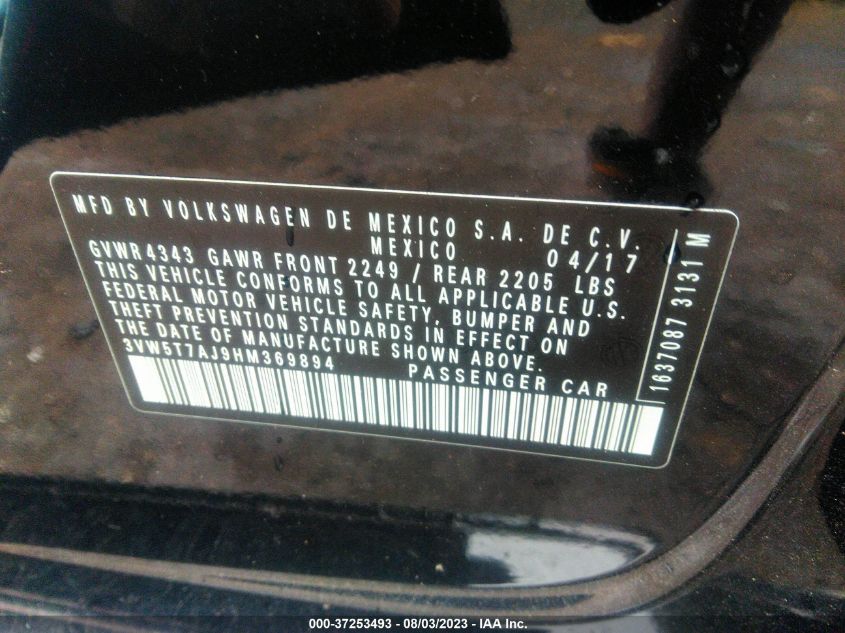 MFD BY VOLKSWAGEN DE MEXICO S.A. DE C.V.
MEXICO 04/17
GVWR4343 GAWR FRONT 2249 / REAR 2205 LBS
THIS VEHICLE CONFORMS TO ALL APPLICABLE U.S.
FEDERAL MOTOR VEHICLE SAFETY, BUMPER AND
THEFT PREVENTION STANDARDS IN EFFECT ON
THE DATE OF MANUFACTURE SHOWN ABOVE.
3VW5T7AJ9HM369894 PASSENGER CAR
1637087 3131 M
000-37253493 - 08/03/2023 - IAA Inc.